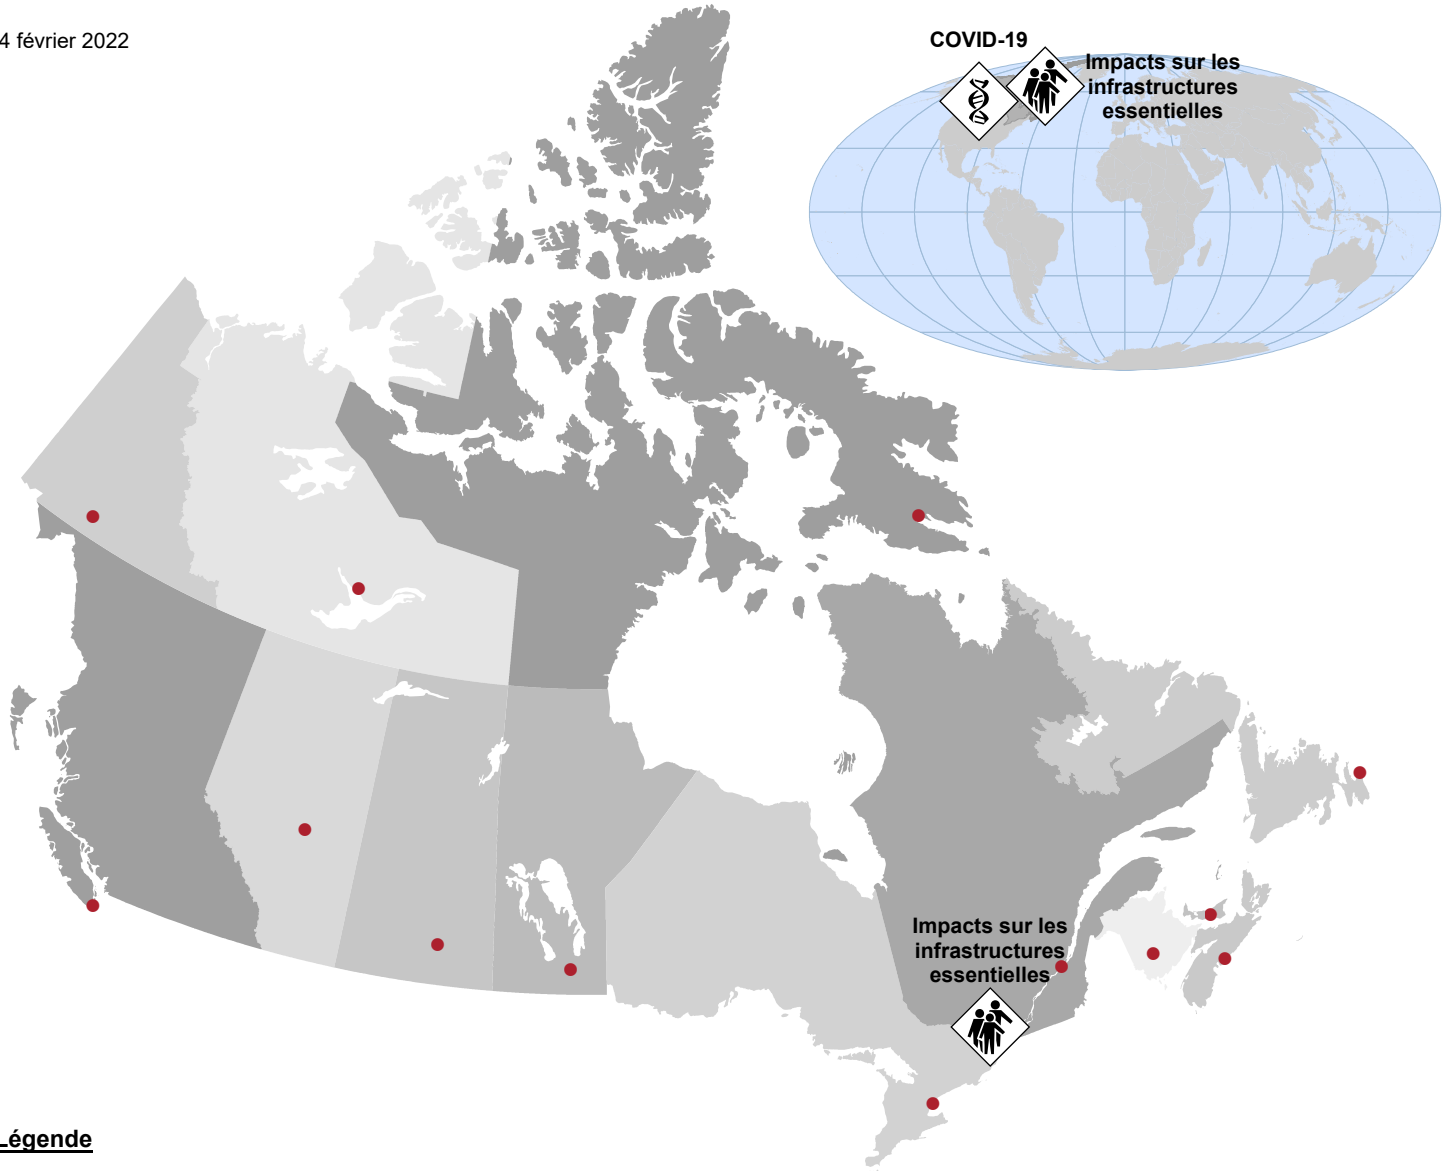 4 février 2022
COVID-19
Impacts sur les
infrastructures
essentielles
Impacts sur les
infrastructures
essentielles
Légende